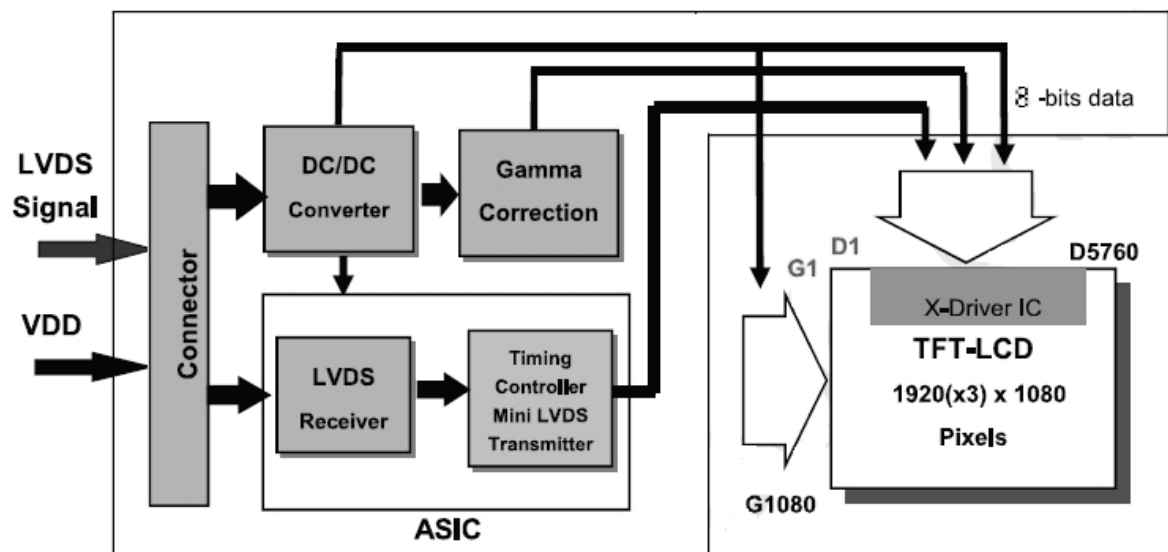 8 -bits data
LVDS
Signal
VDD
Connector
DC/DC
Converter
Gamma
Correction
LVDS
Receiver
Timing
Controller
Mini LVDS
Transmitter
ASIC
D1
D5760
G1
G1080
X-Driver IC
TFT-LCD
1920(x3) x 1080
Pixels